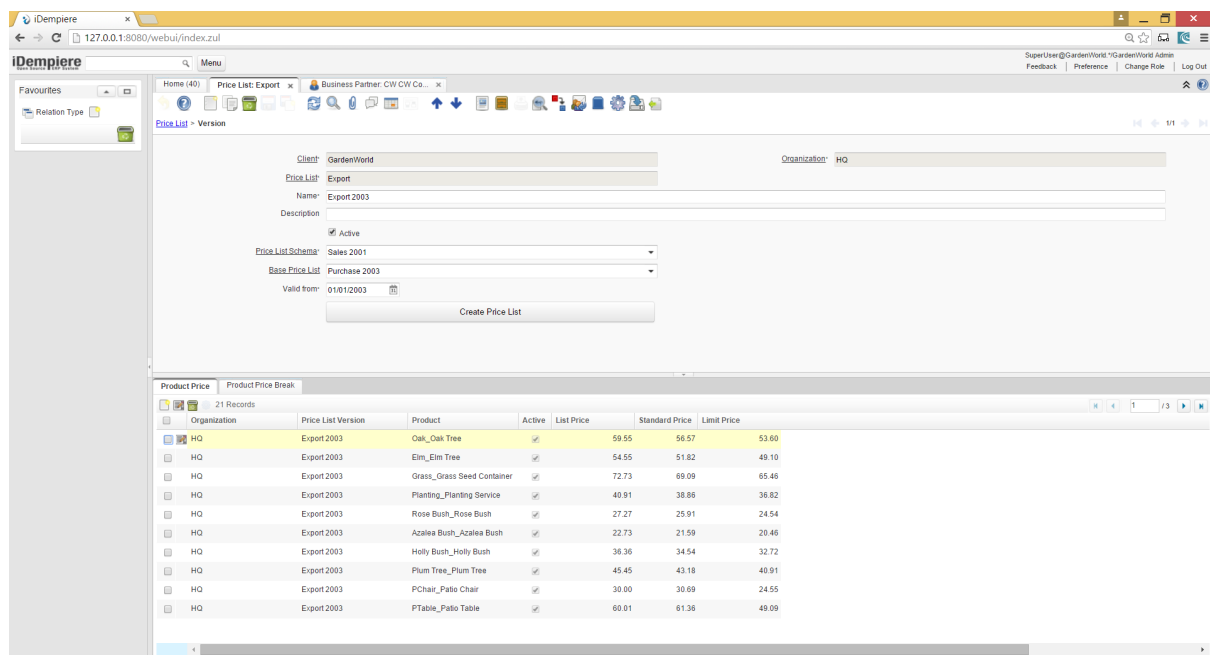 iDempiere
127.0.0.1:8080/webui/index.zul
iDempiere
Menu
SuperUser@GardenWorld.*/GardenWorld Admin
Feedback | Preference | Change Role | Log Out
Favourites
Relation Type
Home (40)
Price List: Export
Business Partner: CW CW Co...
Price List > Version
1/1
Client GardenWorld Organization HQ
Price List Export
Name Export 2003
Description
Active
Price List Schema Sales 2001
Base Price List Purchase 2003
Valid from 01/01/2003
Create Price List
Product Price Product Price Break
21 Records 1 / 3
Organization Price List Version Product Active List Price Standard Price Limit Price
HQ Export 2003 Oak_Oak Tree 59.55 56.57 53.60
HQ Export 2003 Elm_Elm Tree 54.55 51.82 49.10
HQ Export 2003 Grass_Grass Seed Container 72.73 69.09 65.46
HQ Export 2003 Planting_Planting Service 40.91 38.86 36.82
HQ Export 2003 Rose Bush_Rose Bush 27.27 25.91 24.54
HQ Export 2003 Azalea Bush_Azalea Bush 22.73 21.59 20.46
HQ Export 2003 Holly Bush_Holly Bush 36.36 34.54 32.72
HQ Export 2003 Plum Tree_Plum Tree 45.45 43.18 40.91
HQ Export 2003 PChair_Patio Chair 30.00 30.69 24.55
HQ Export 2003 PTable_Patio Table 60.01 61.36 49.09